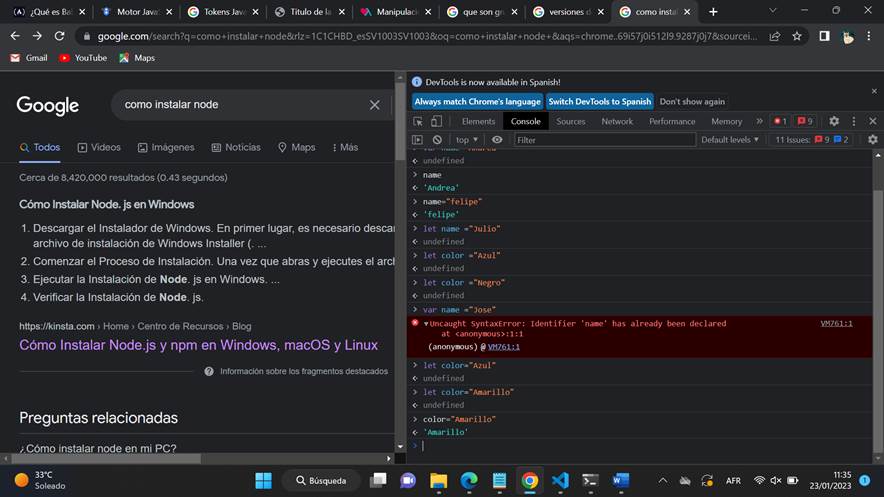 ¿Qué es Bab
Motor JavaS
Tokens Java
Titulo de la
Manipulaci
que son gr
versiones d
como instal
google.com/search?q=como+instalar+node&rlz=1C1CHBD_esSV1003SV1003&oq=como+instalar+node+&aqs=chrome..69i57j0i512l9.9287j0j7&sourcei...
Gmail
YouTube
Maps
Google
como instalar node
Todos
Videos
Imágenes
Noticias
Maps
Más
Cerca de 8,420,000 resultados (0.43 segundos)
Cómo Instalar Node. js en Windows
1. Descargar el Instalador de Windows. En primer lugar, es necesario descar
archivo de instalación de Windows Installer (. ...
2. Comenzar el Proceso de Instalación. Una vez que abras y ejecutes el arch
3. Ejecutar la Instalación de Node. js en Windows. ...
4. Verificar la Instalación de Node. js.
https://kinsta.com › Home › Centro de Recursos › Blog
Cómo Instalar Node.js y npm en Windows, macOS y Linux
Información sobre los fragmentos destacados
Preguntas relacionadas
¿Cómo instalar node en mi PC?
DevTools is now available in Spanish!
Always match Chrome's language
Switch DevTools to Spanish
Don't show again
Elements
Console
Sources
Network
Performance
Memory
1
9
top
Filter
Default levels
11 Issues: 9 2
var name ="Andrea"
undefined
name
'Andrea'
name="felipe"
'felipe'
let name ="Julio"
undefined
let color ="Azul"
undefined
let color ="Negro"
undefined
var name ="Jose"
Uncaught SyntaxError: Identifier 'name' has already been declared
VM761:1
at <anonymous>:1:1
(anonymous) @ VM761:1
let color="Azul"
undefined
let color="Amarillo"
undefined
color="Amarillo"
'Amarillo'
33°C
Soleado
Búsqueda
AFR
11:35
23/01/2023
1